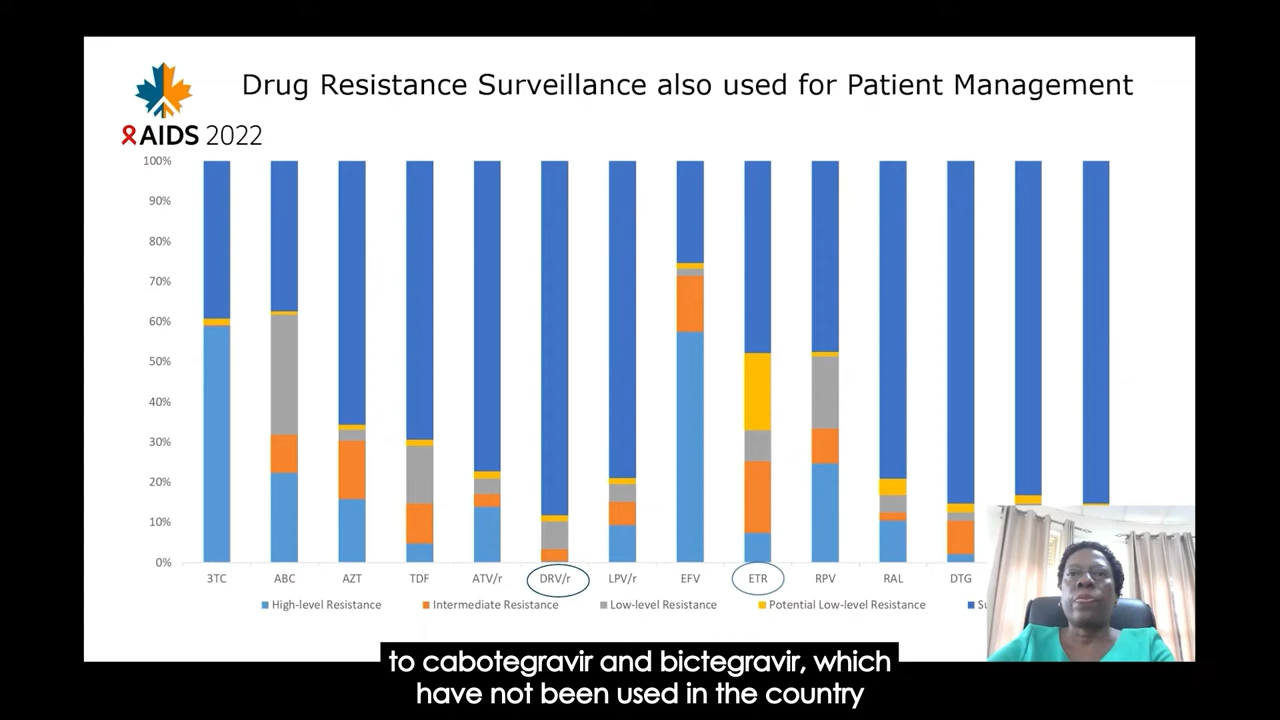 Drug Resistance Surveillance also used for Patient Management
AIDS 2022
100%
90%
80%
70%
60%
50%
40%
30%
20%
10%
0%
3TC ABC AZT TDF ATV/r DRV/r LPV/r EFV ETR RPV RAL DTG
High-level Resistance Intermediate Resistance Low-level Resistance Potential Low-level Resistance
to cabotegravir and bictegravir, which
have not been used in the country